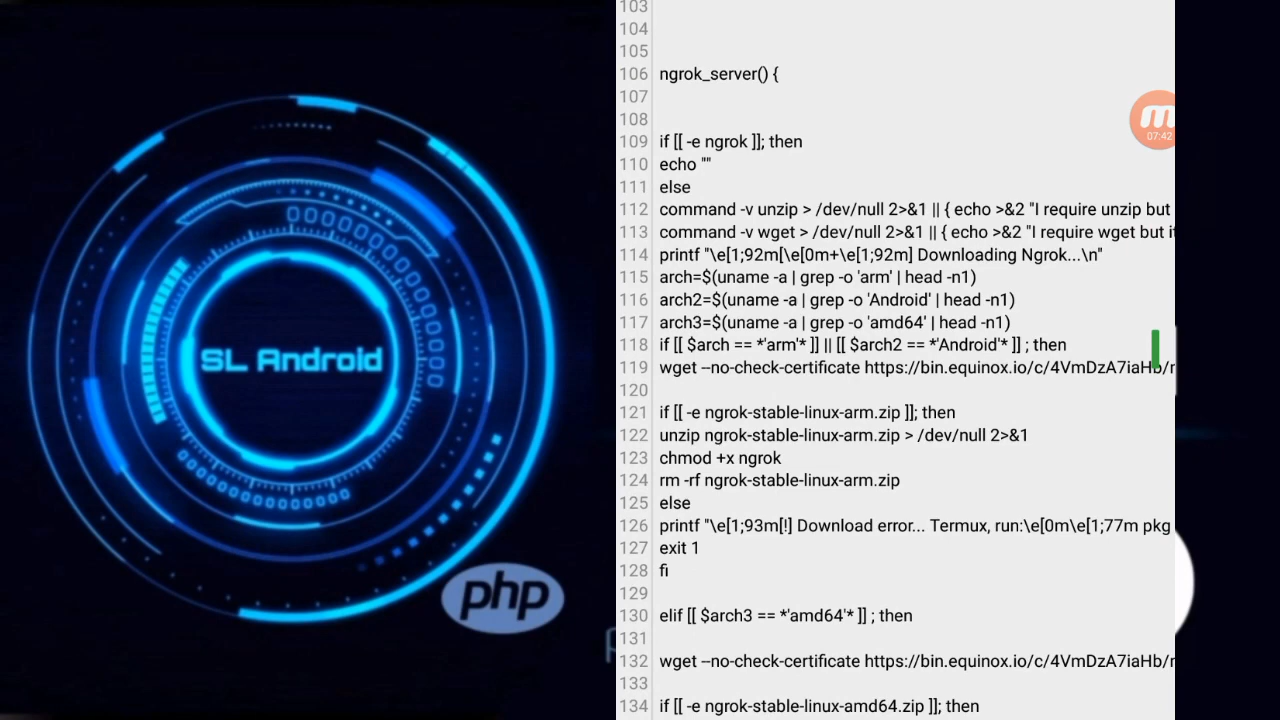 SL Android
php
103
104
105
106 ngrok_server() {
107
108
109 if [[ -e ngrok ]]; then
110 echo ""
111 else
112 command -v unzip > /dev/null 2>&1 || { echo >&2 "I require unzip but
113 command -v wget > /dev/null 2>&1 || { echo >&2 "I require wget but it
114 printf "\e[1;92m[\e[0m+\e[1;92m] Downloading Ngrok...\n"
115 arch=$(uname -a | grep -o 'arm' | head -n1)
116 arch2=$(uname -a | grep -o 'Android' | head -n1)
117 arch3=$(uname -a | grep -o 'amd64' | head -n1)
118 if [[ $arch == *'arm'* ]] || [[ $arch2 == *'Android'* ]] ; then
119 wget --no-check-certificate https://bin.equinox.io/c/4VmDzA7iaHb/
120
121 if [[ -e ngrok-stable-linux-arm.zip ]]; then
122 unzip ngrok-stable-linux-arm.zip > /dev/null 2>&1
123 chmod +x ngrok
124 rm -rf ngrok-stable-linux-arm.zip
125 else
126 printf "\e[1;93m[!] Download error... Termux, run:\e[0m\e[1;77m pkg
127 exit 1
128 fi
129
130 elif [[ $arch3 == *'amd64'* ]] ; then
131
132 wget --no-check-certificate https://bin.equinox.io/c/4VmDzA7iaHb/
133
134 if [[ -e ngrok-stable-linux-amd64.zip ]]; then
07:42